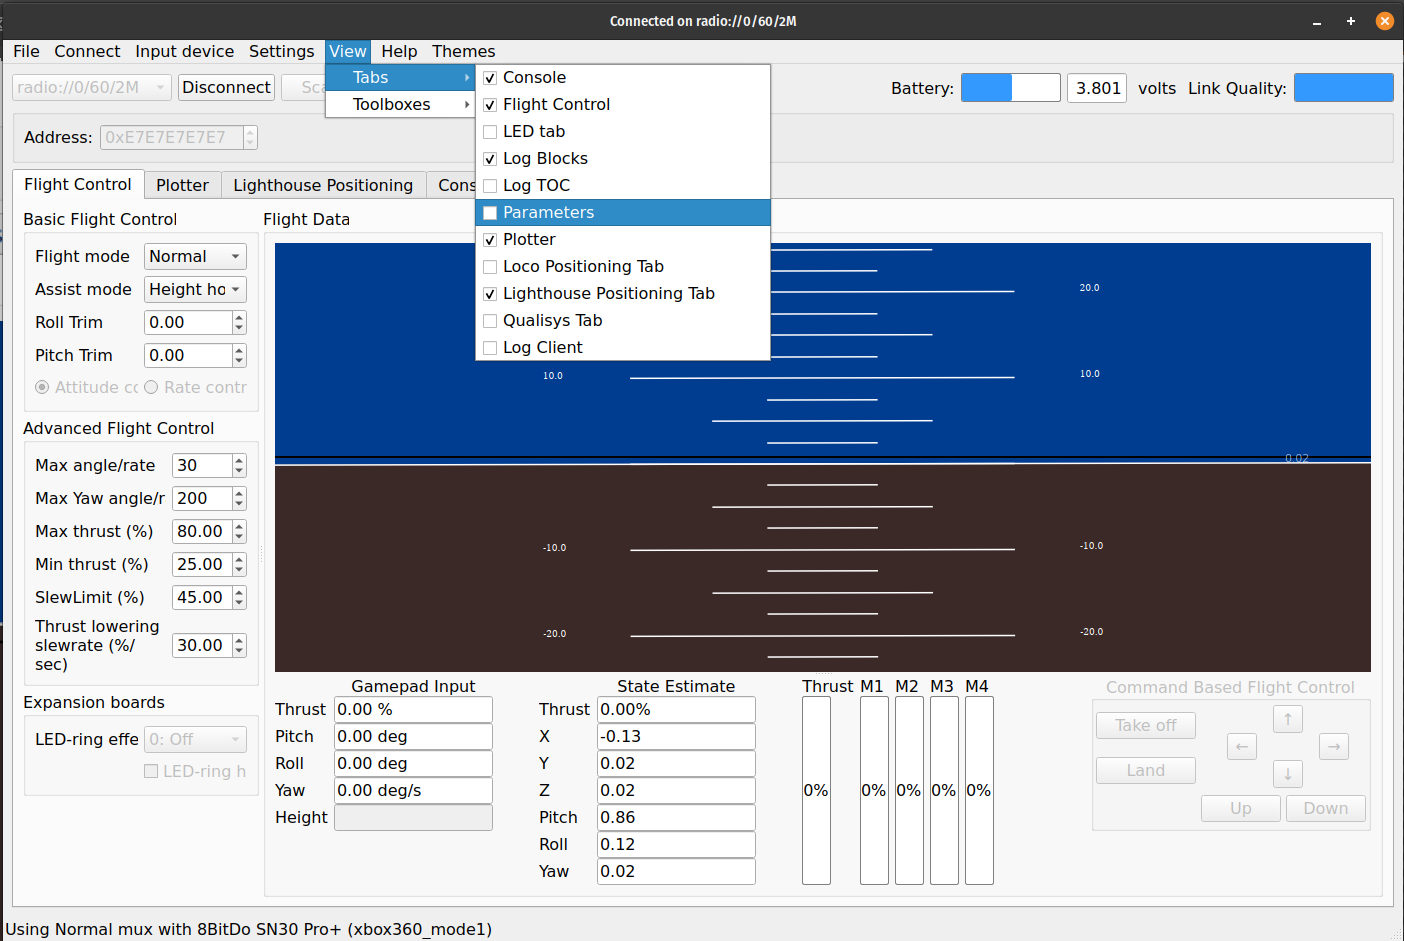 Connected on radio://0/60/2M
File Connect Input device Settings View Help Themes
radio://0/60/2M Disconnect Sca Battery: 3.801 volts Link Quality:
Tabs
Toolboxes
Console
Flight Control
LED tab
Log Blocks
Log TOC
Parameters
Plotter
Loco Positioning Tab
Lighthouse Positioning Tab
Qualisys Tab
Log Client
Address: 0xE7E7E7E7E7
Flight Control Plotter Lighthouse Positioning Cons
Basic Flight Control
Flight mode Normal
Assist mode Height ho
Roll Trim 0.00
Pitch Trim 0.00
Attitude cc Rate contr
Advanced Flight Control
Max angle/rate 30
Max Yaw angle/r 200
Max thrust (%) 80.00
Min thrust (%) 25.00
SlewLimit (%) 45.00
Thrust lowering
slewrate (%/
sec) 30.00
Expansion boards
LED-ring effe 0: Off
LED-ring h
Flight Data
20.0
10.0 10.0
0.02
-10.0 -10.0
-20.0 -20.0
Gamepad Input
Thrust 0.00 %
Pitch 0.00 deg
Roll 0.00 deg
Yaw 0.00 deg/s
Height
State Estimate
Thrust 0.00%
X -0.13
Y 0.02
Z 0.02
Pitch 0.86
Roll 0.12
Yaw 0.02
Thrust M1 M2 M3 M4
0% 0% 0% 0% 0%
Command Based Flight Control
Take off ↑
← →
Land ↓
Up Down
Using Normal mux with 8BitDo SN30 Pro+ (xbox360_mode1)